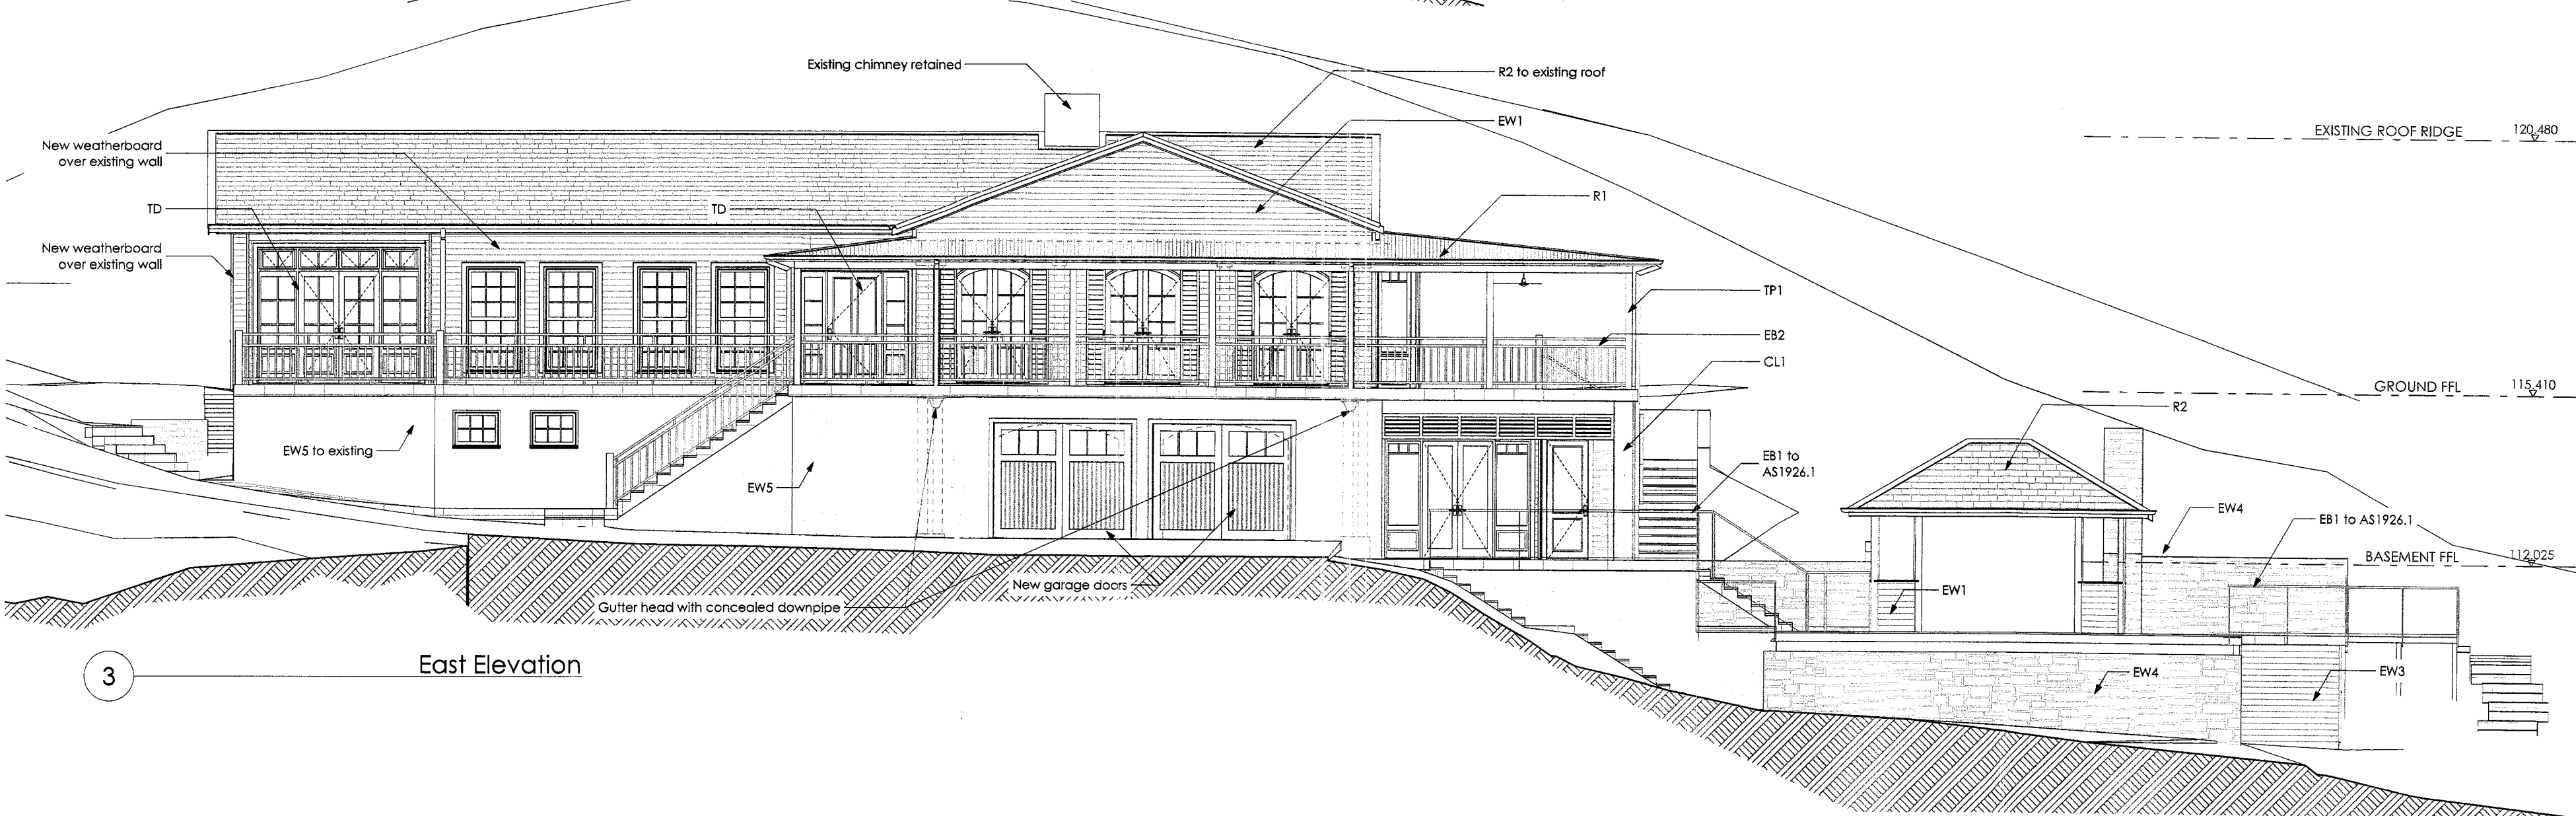 Existing chimney retained
R2 to existing roof
EW1
EXISTING ROOF RIDGE
120,480
New weatherboard
over existing wall
R1
TD
TD
New weatherboard
over existing wall
TP1
EB2
CL1
GROUND FFL
115,410
R2
EW5 to existing
EB1 to
AS1926.1
EW5
EW4
EB1 to AS1926.1
BASEMENT FFL
112,025
New garage doors
EW1
Gutter head with concealed downpipe
3
East Elevation
EW4
EW3